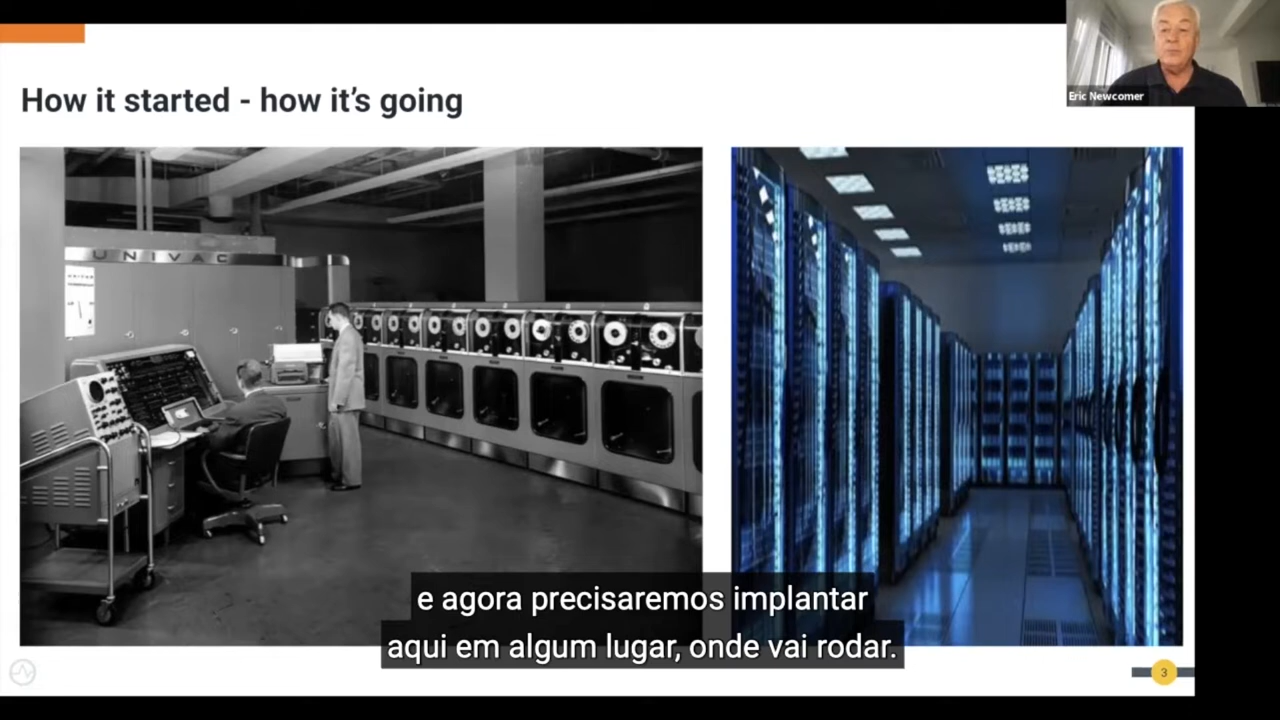 Eric Newcomer
How it started - how it's going
UNIVAC
e agora precisaremos implantar
aqui em algum lugar, onde vai rodar.
3